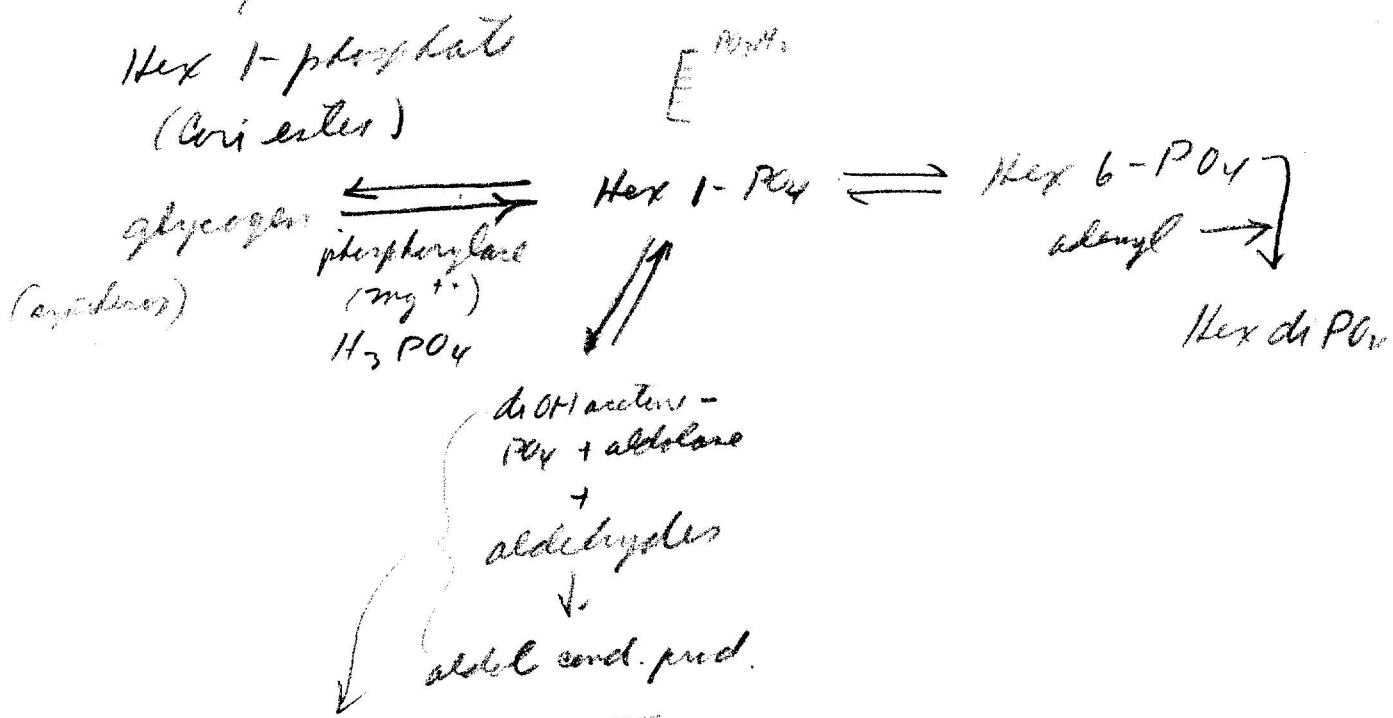 Hex 1-phosphate
(Cori ester)
glycogen
phosphorylase
(Mg++)
H3PO4
Hex 1-PO4
Hex 6-PO4
adenyl
Hex di PO4
diOH acetone-
PO4 + aldolase
+
aldehydes
aldol cond. prod.